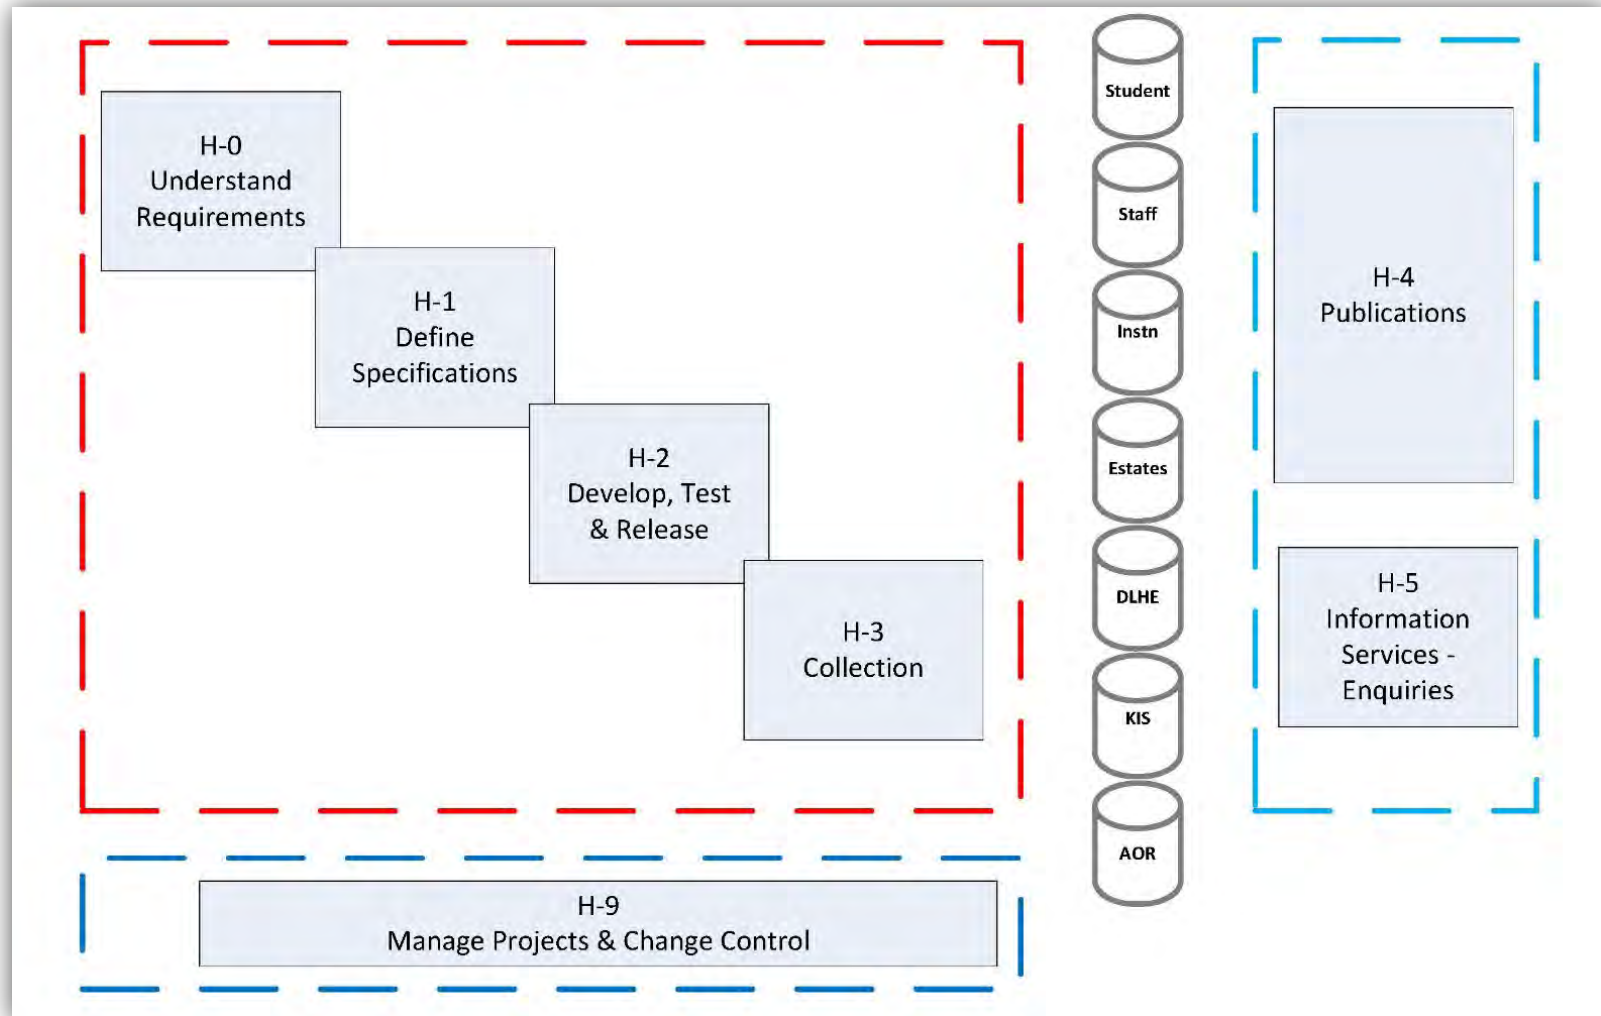 H-0
Understand
Requirements
H-1
Define
Specifications
H-2
Develop, Test
& Release
H-3
Collection
Student
Staff
Instn
Estates
DLHE
KIS
AOR
H-4
Publications
H-5
Information
Services -
Enquiries
H-9
Manage Projects & Change Control